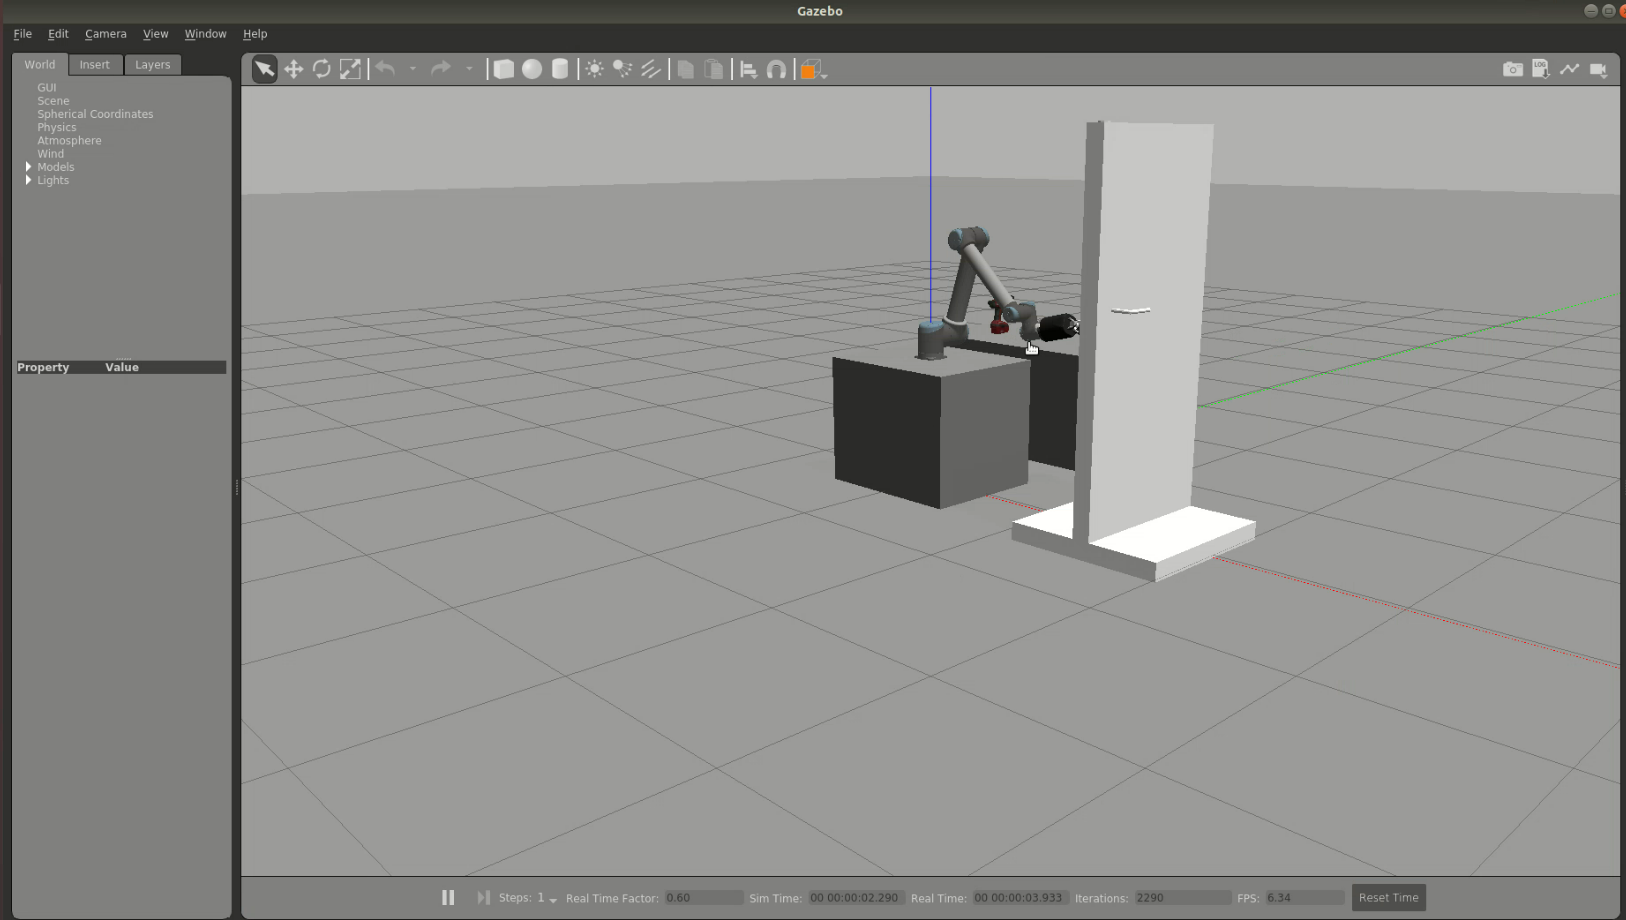 Gazebo
File Edit Camera View Window Help
World Insert Layers
GUI
Scene
Spherical Coordinates
Physics
Atmosphere
Wind
Models
Lights
Property Value
LOG
Steps: 1 Real Time Factor: 0.60 Sim Time: 00 00:00:02.290 Real Time: 00 00:00:03.933 Iterations: 2290 FPS: 6.34 Reset Time